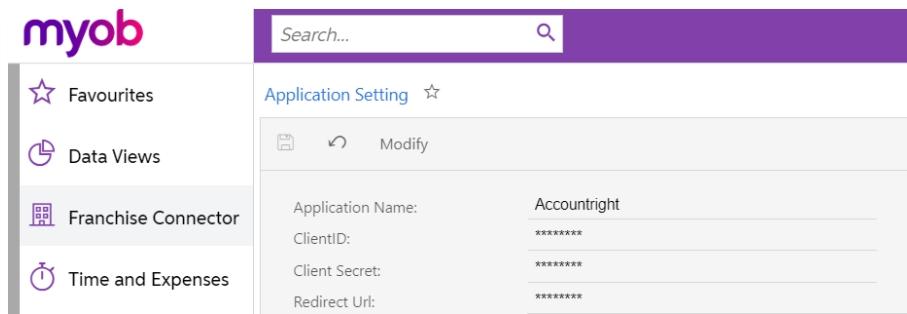 myob
Search...
Favourites
Application Setting
Data Views
Modify
Franchise Connector
Application Name: Accountright
ClientID: ********
Time and Expenses
Client Secret: ********
Redirect Url: ********